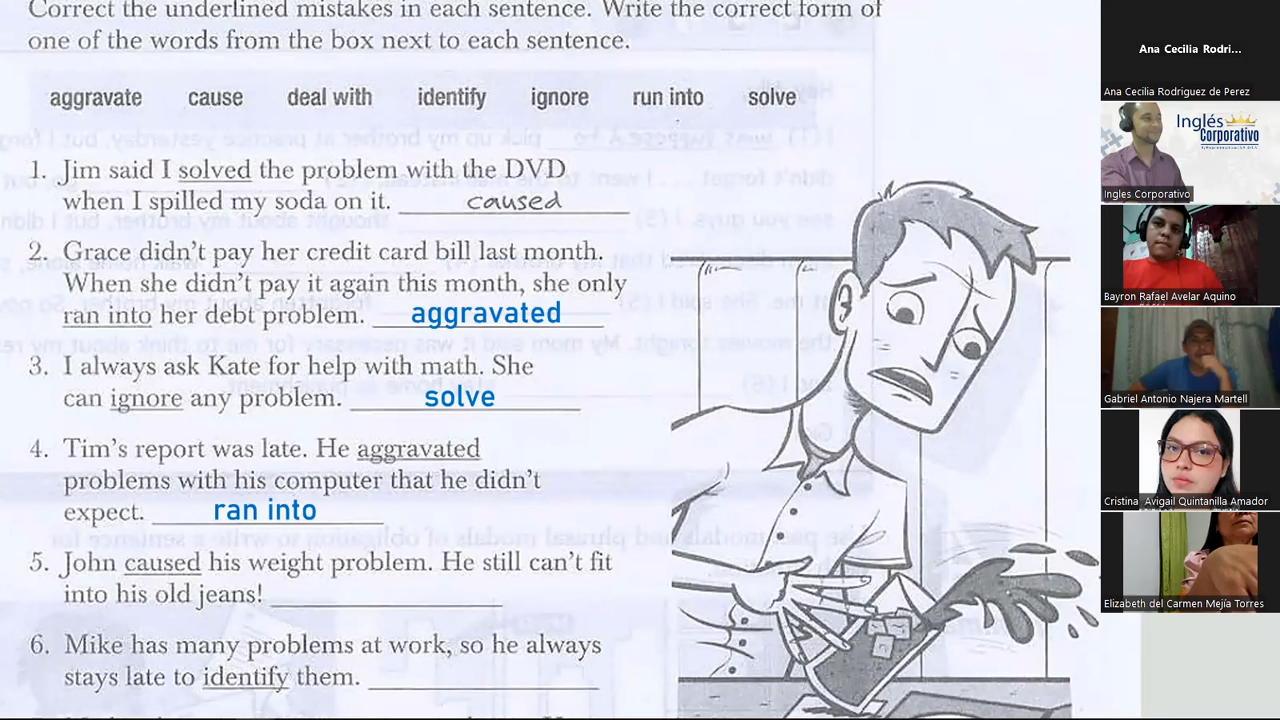 Correct the underlined mistakes in each sentence. Write the correct form of
one of the words from the box next to each sentence.
aggravate cause deal with identify ignore run into solve
1. Jim said I solved the problem with the DVD
when I spilled my soda on it. caused
2. Grace didn't pay her credit card bill last month.
When she didn't pay it again this month, she only
ran into her debt problem. aggravated
3. I always ask Kate for help with math. She
can ignore any problem. solve
4. Tim's report was late. He aggravated
problems with his computer that he didn't
expect. ran into
5. John caused his weight problem. He still can't fit
into his old jeans!
6. Mike has many problems at work, so he always
stays late to identify them.
Ana Cecilia Rodri...
Ana Cecilia Rodriguez de Perez
Inglés
Corporativo
Ingles Corporativo
Bayron Rafael Avelar Aquino
Gabriel Antonio Najera Martell
Cristina Avigail Quintanilla Amador
Elizabeth del Carmen Mejía Torres